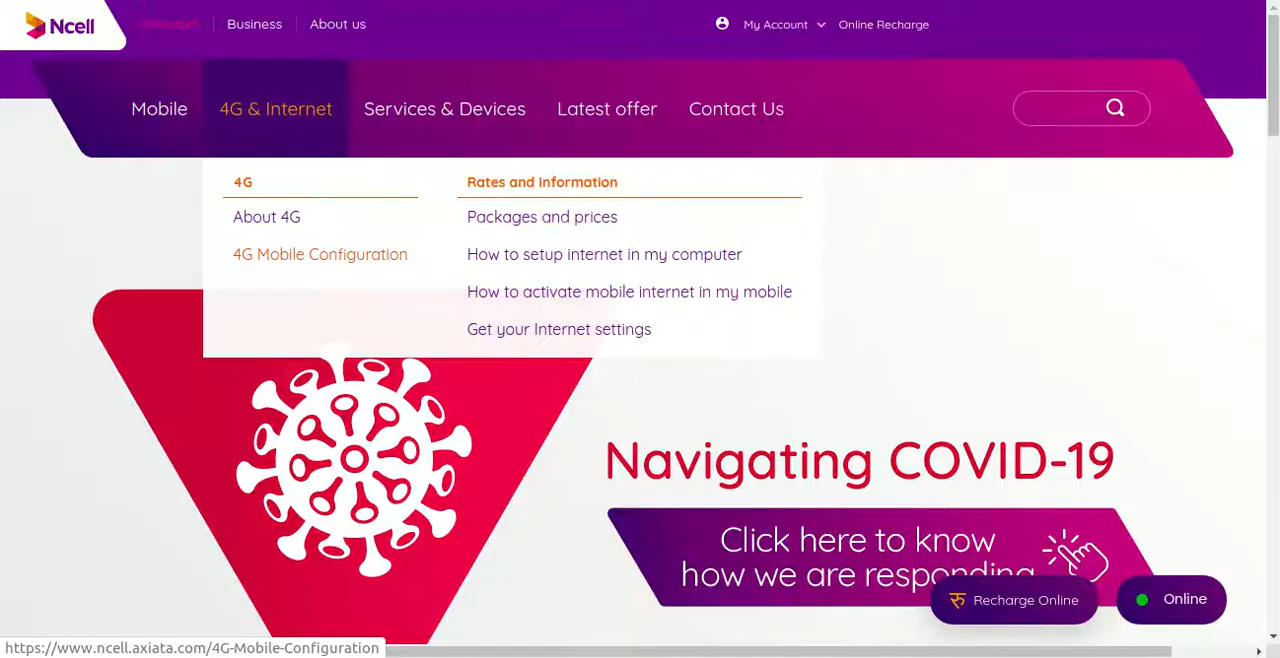 Ncell
Business
About us
My Account
Online Recharge
Mobile
4G & Internet
Services & Devices
Latest offer
Contact Us
4G
About 4G
4G Mobile Configuration
Rates and Information
Packages and prices
How to setup internet in my computer
How to activate mobile internet in my mobile
Get your Internet settings
Navigating COVID-19
Click here to know
how we are responding
रु Recharge Online
Online
https://www.ncell.axiata.com/4G-Mobile-Configuration